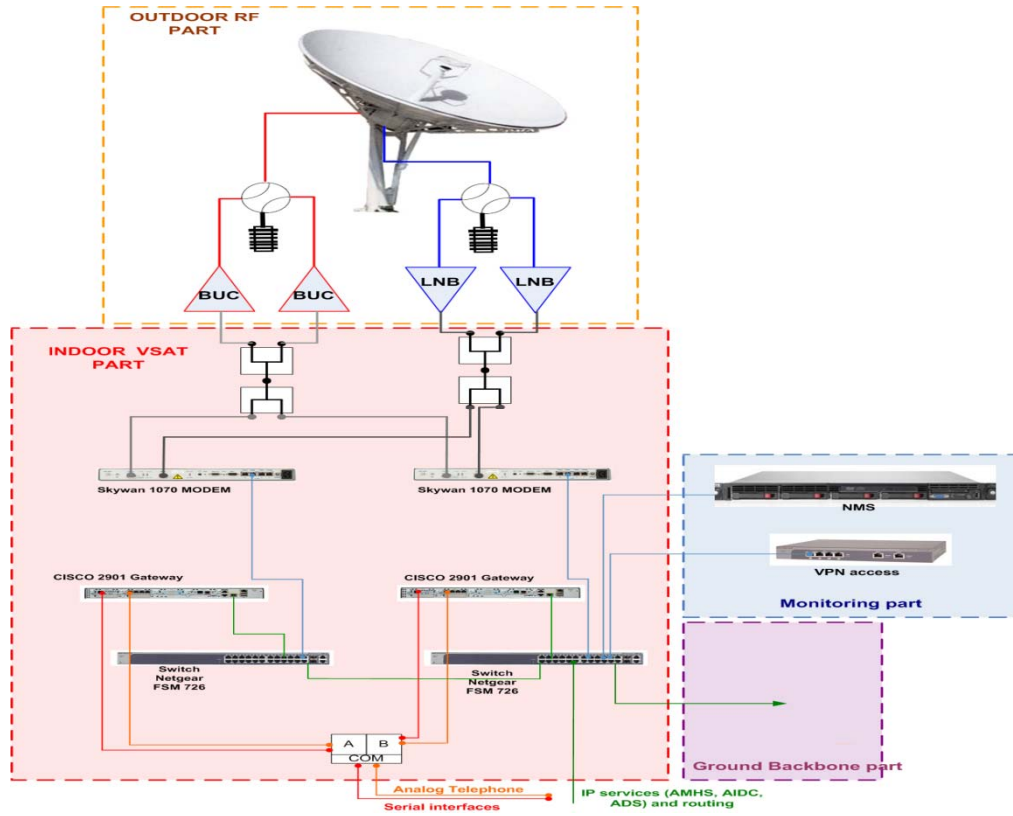 OUTDOOR RF
PART
BUC
BUC
LNB
LNB
INDOOR VSAT
PART
Skywan 1070 MODEM
Skywan 1070 MODEM
NMS
VPN access
Monitoring part
CISCO 2901 Gateway
CISCO 2901 Gateway
Switch
Netgear
FSM 726
Switch
Netgear
FSM 726
A
B
COM
Ground Backbone part
Analog Telephone
Serial interfaces
IP services (AMHS, AIDC,
ADS) and routing